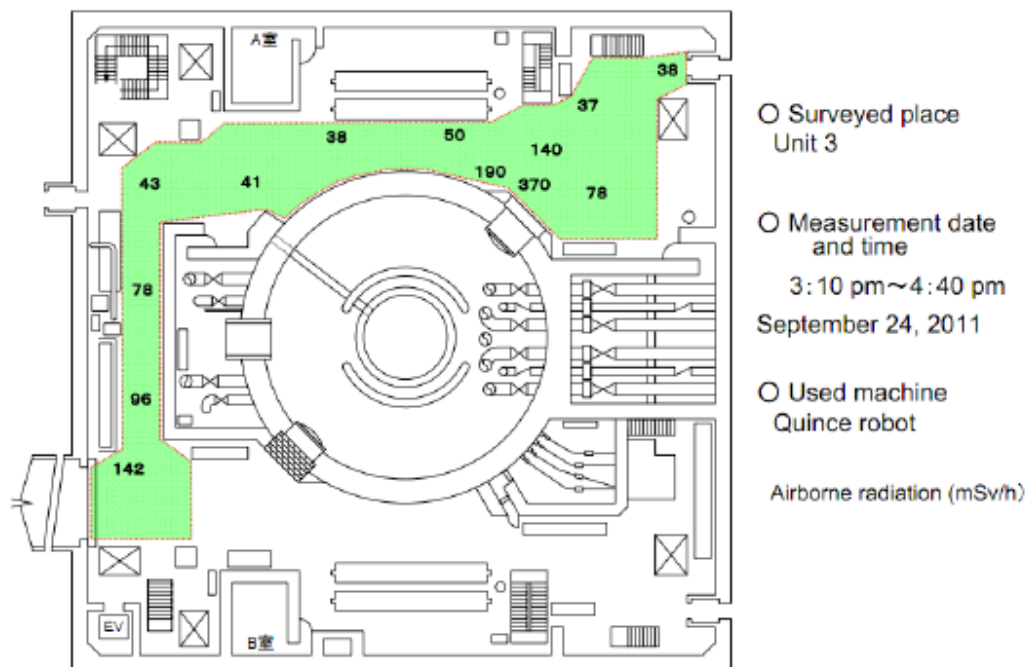 A室
38
37
38
50
140
43
41
190
370
78
78
96
142
EV
B室
○ Surveyed place
Unit 3
○ Measurement date
and time
3:10 pm～4:40 pm
September 24, 2011
○ Used machine
Quince robot
Airborne radiation (mSv/h)